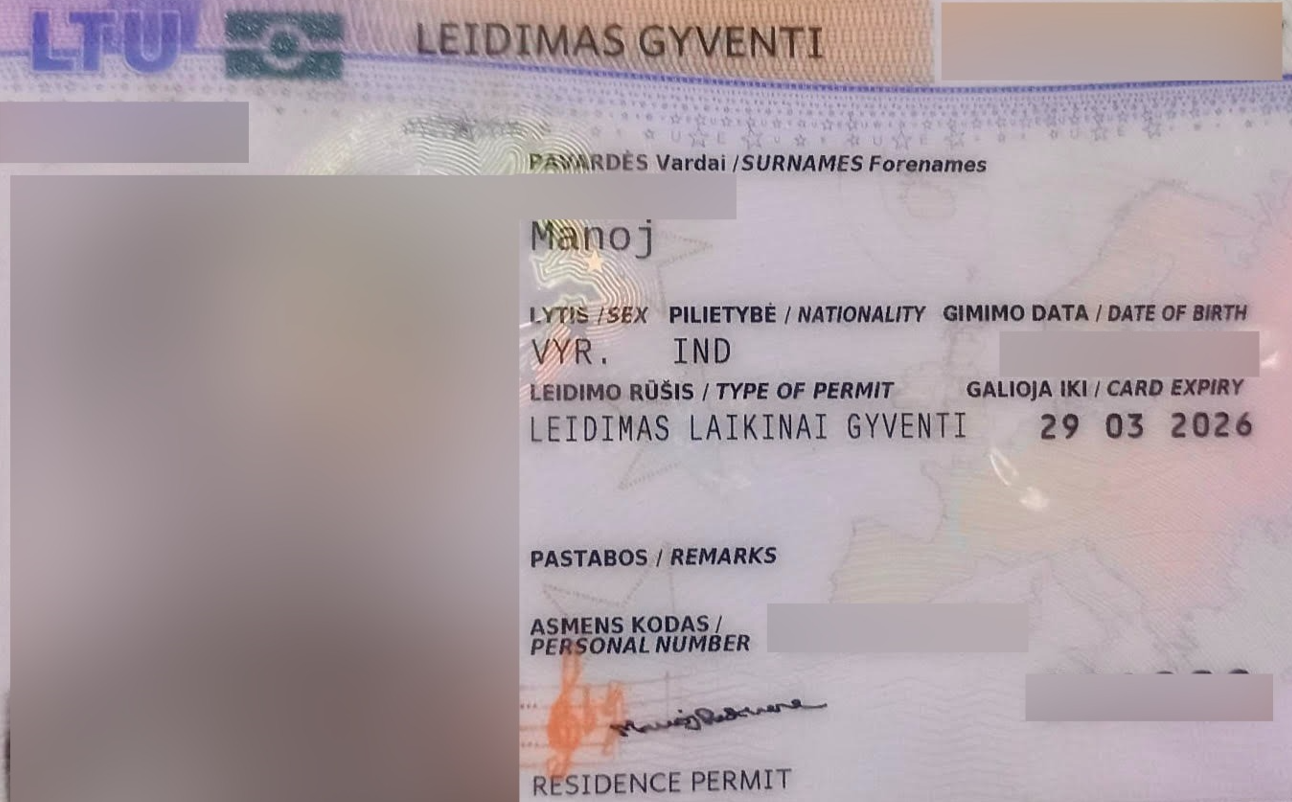 LTU LEIDIMAS GYVENTI
PAVARDĖS Vardai / SURNAMES Forenames
Manoj
LYTIS / SEX PILIETYBĖ / NATIONALITY GIMIMO DATA / DATE OF BIRTH
VYR. IND
LEIDIMO RŪŠIS / TYPE OF PERMIT GALIOJA IKI / CARD EXPIRY
LEIDIMAS LAIKINAI GYVENTI 29 03 2026
PASTABOS / REMARKS
ASMENS KODAS /
PERSONAL NUMBER
RESIDENCE PERMIT